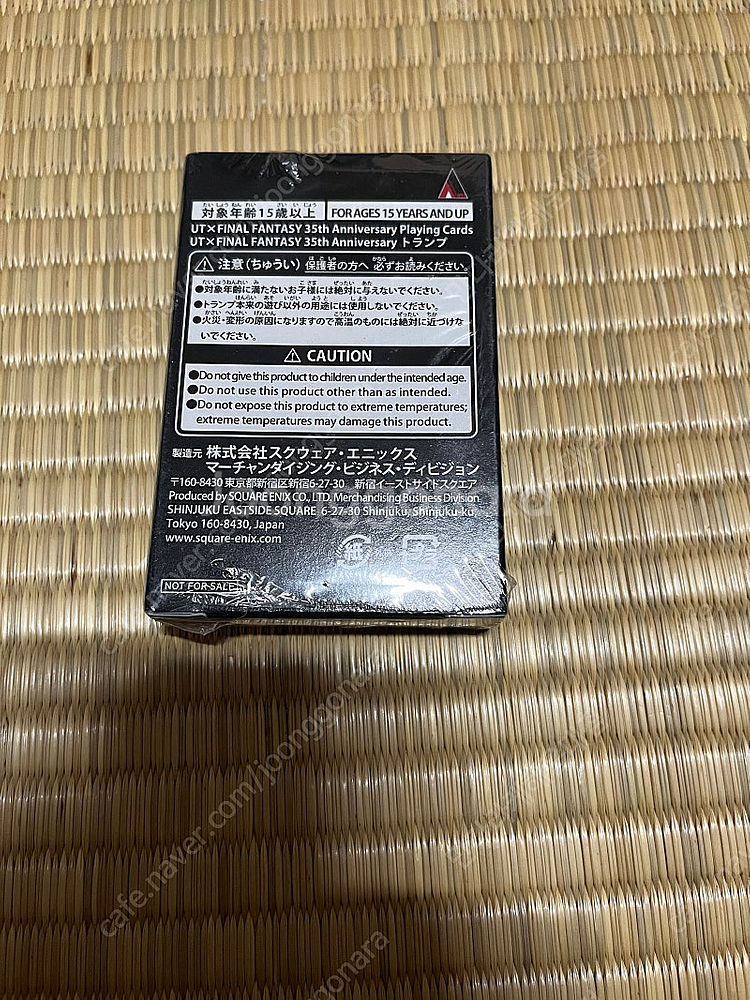 対象年齢15歳以上 FOR AGES 15 YEARS AND UP
UT×FINAL FANTASY 35th Anniversary Playing Cards
UT×FINAL FANTASY 35th Anniversary トランプ
注意(ちゅうい) 保護者の方へ 必ずお読みください。
●対象年齢に満たないお子様には絶対に与えないでください。
●トランプ本来の遊び以外の用途には使用しないでください。
●火災・変形の原因になりますので高温のものには絶対に近づけな
いでください。
CAUTION
●Do not give this product to children under the intended age.
●Do not use this product other than as intended.
●Do not expose this product to extreme temperatures;
extreme temperatures may damage this product.
製造元 株式会社スクウェア・エニックス
マーチャンダイジング・ビジネス・ディビジョン
〒160-8430 東京都新宿区新宿6-27-30 新宿イーストサイドスクエア
Produced by SQUARE ENIX CO., LTD. Merchandising Business Division
SHINJUKU EASTSIDE SQUARE 6-27-30 Shinjuku, Shinjuku-ku,
Tokyo 160-8430, Japan
www.square-enix.com
NOT FOR SALE
cafe.naver.com/joonggonara